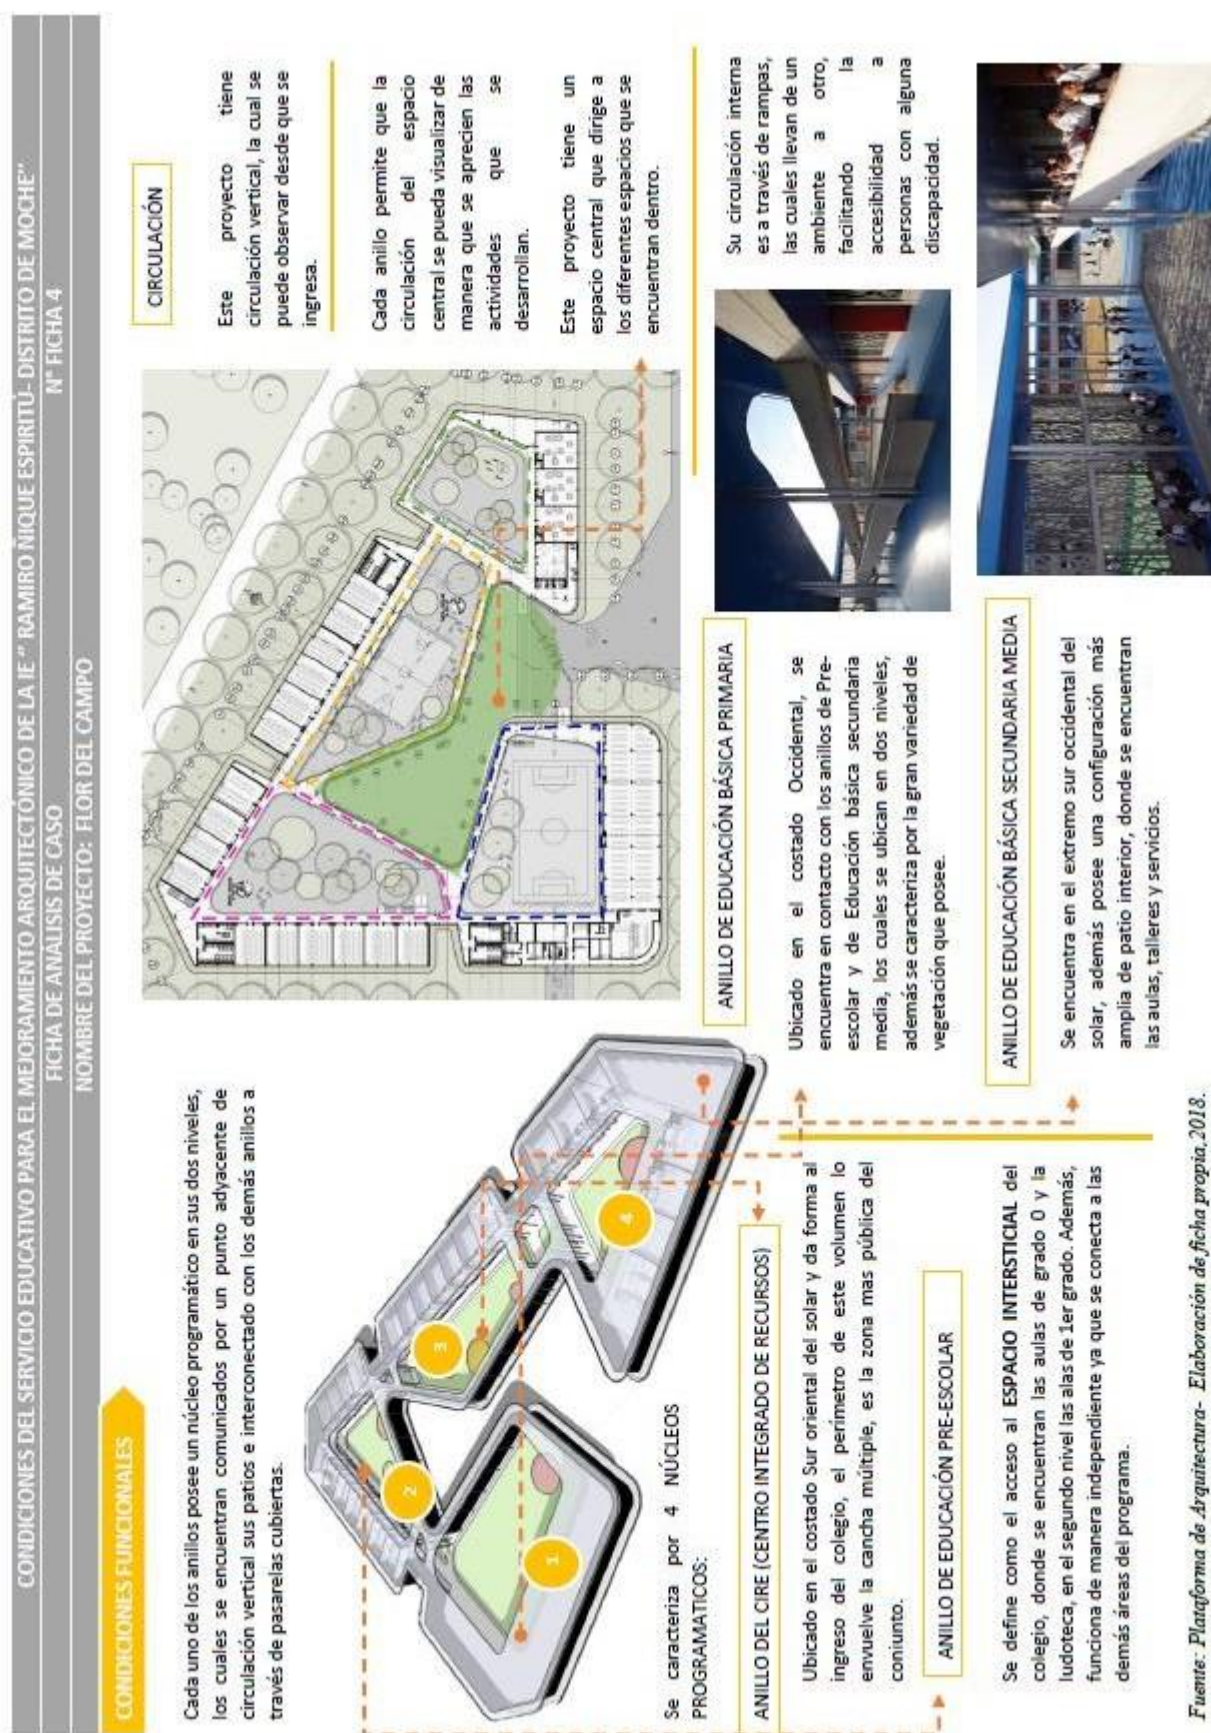 CONDICIONES DEL SERVICIO EDUCATIVO PARA EL MEJORAMIENTO ARQUITECTÓNICO DE LA IE " RAMIRO NIQUE ESPIRITÚ- DISTRITO DE MOCHE"
FICHA DE ANÁLISIS DE CASO
N° FICHA 4
NOMBRE DEL PROYECTO: FLOR DEL CAMPO
CONDICIONES FUNCIONALES
Cada uno de los anillos posee un núcleo programático en sus dos niveles,
los cuales se encuentran comunicados por un punto adyacente de
circulación vertical sus patios e interconectado con los demás anillos a
través de pasarelas cubiertas.
1
2
3
4
Se caracteriza por 4 NÚCLEOS
PROGRAMATICOS:
ANILLO DEL CIRE (CENTRO INTEGRADO DE RECURSOS)
Ubicado en el costado Sur oriental del solar y da forma al
ingreso del colegio, el perímetro de este volumen lo
envuelve la cancha múltiple, es la zona mas pública del
conjunto.
ANILLO DE EDUCACIÓN PRE-ESCOLAR
Se define como el acceso al ESPACIO INTERSTICIAL del
colegio, donde se encuentran las aulas de grado 0 y la
ludoteca, en el segundo nivel las alas de 1er grado. Además,
funciona de manera independiente ya que se conecta a las
demás áreas del programa.
ANILLO DE EDUCACIÓN BÁSICA PRIMARIA
Ubicado en el costado Occidental, se
encuentra en contacto con los anillos de Pre-
escolar y de Educación básica secundaria
media, los cuales se ubican en dos niveles,
además se caracteriza por la gran variedad de
vegetación que posee.
ANILLO DE EDUCACIÓN BÁSICA SECUNDARIA MEDIA
Se encuentra en el extremo sur occidental del
solar, además posee una configuración más
amplia de patio interior, donde se encuentran
las aulas, talleres y servicios.
CIRCULACIÓN
Este proyecto tiene
circulación vertical, la cual se
puede observar desde que se
ingresa.
Cada anillo permite que la
circulación del espacio
central se pueda visualizar de
manera que se aprecien las
actividades que se
desarrollan.
Este proyecto tiene un
espacio central que dirige a
los diferentes espacios que se
encuentran dentro.
Su circulación interna
es a través de rampas,
las cuales llevan de un
ambiente a otro,
facilitando la
accesibilidad a
personas con alguna
discapacidad.
Fuente: Plataforma de Arquitectura- Elaboración de ficha propia,2018.